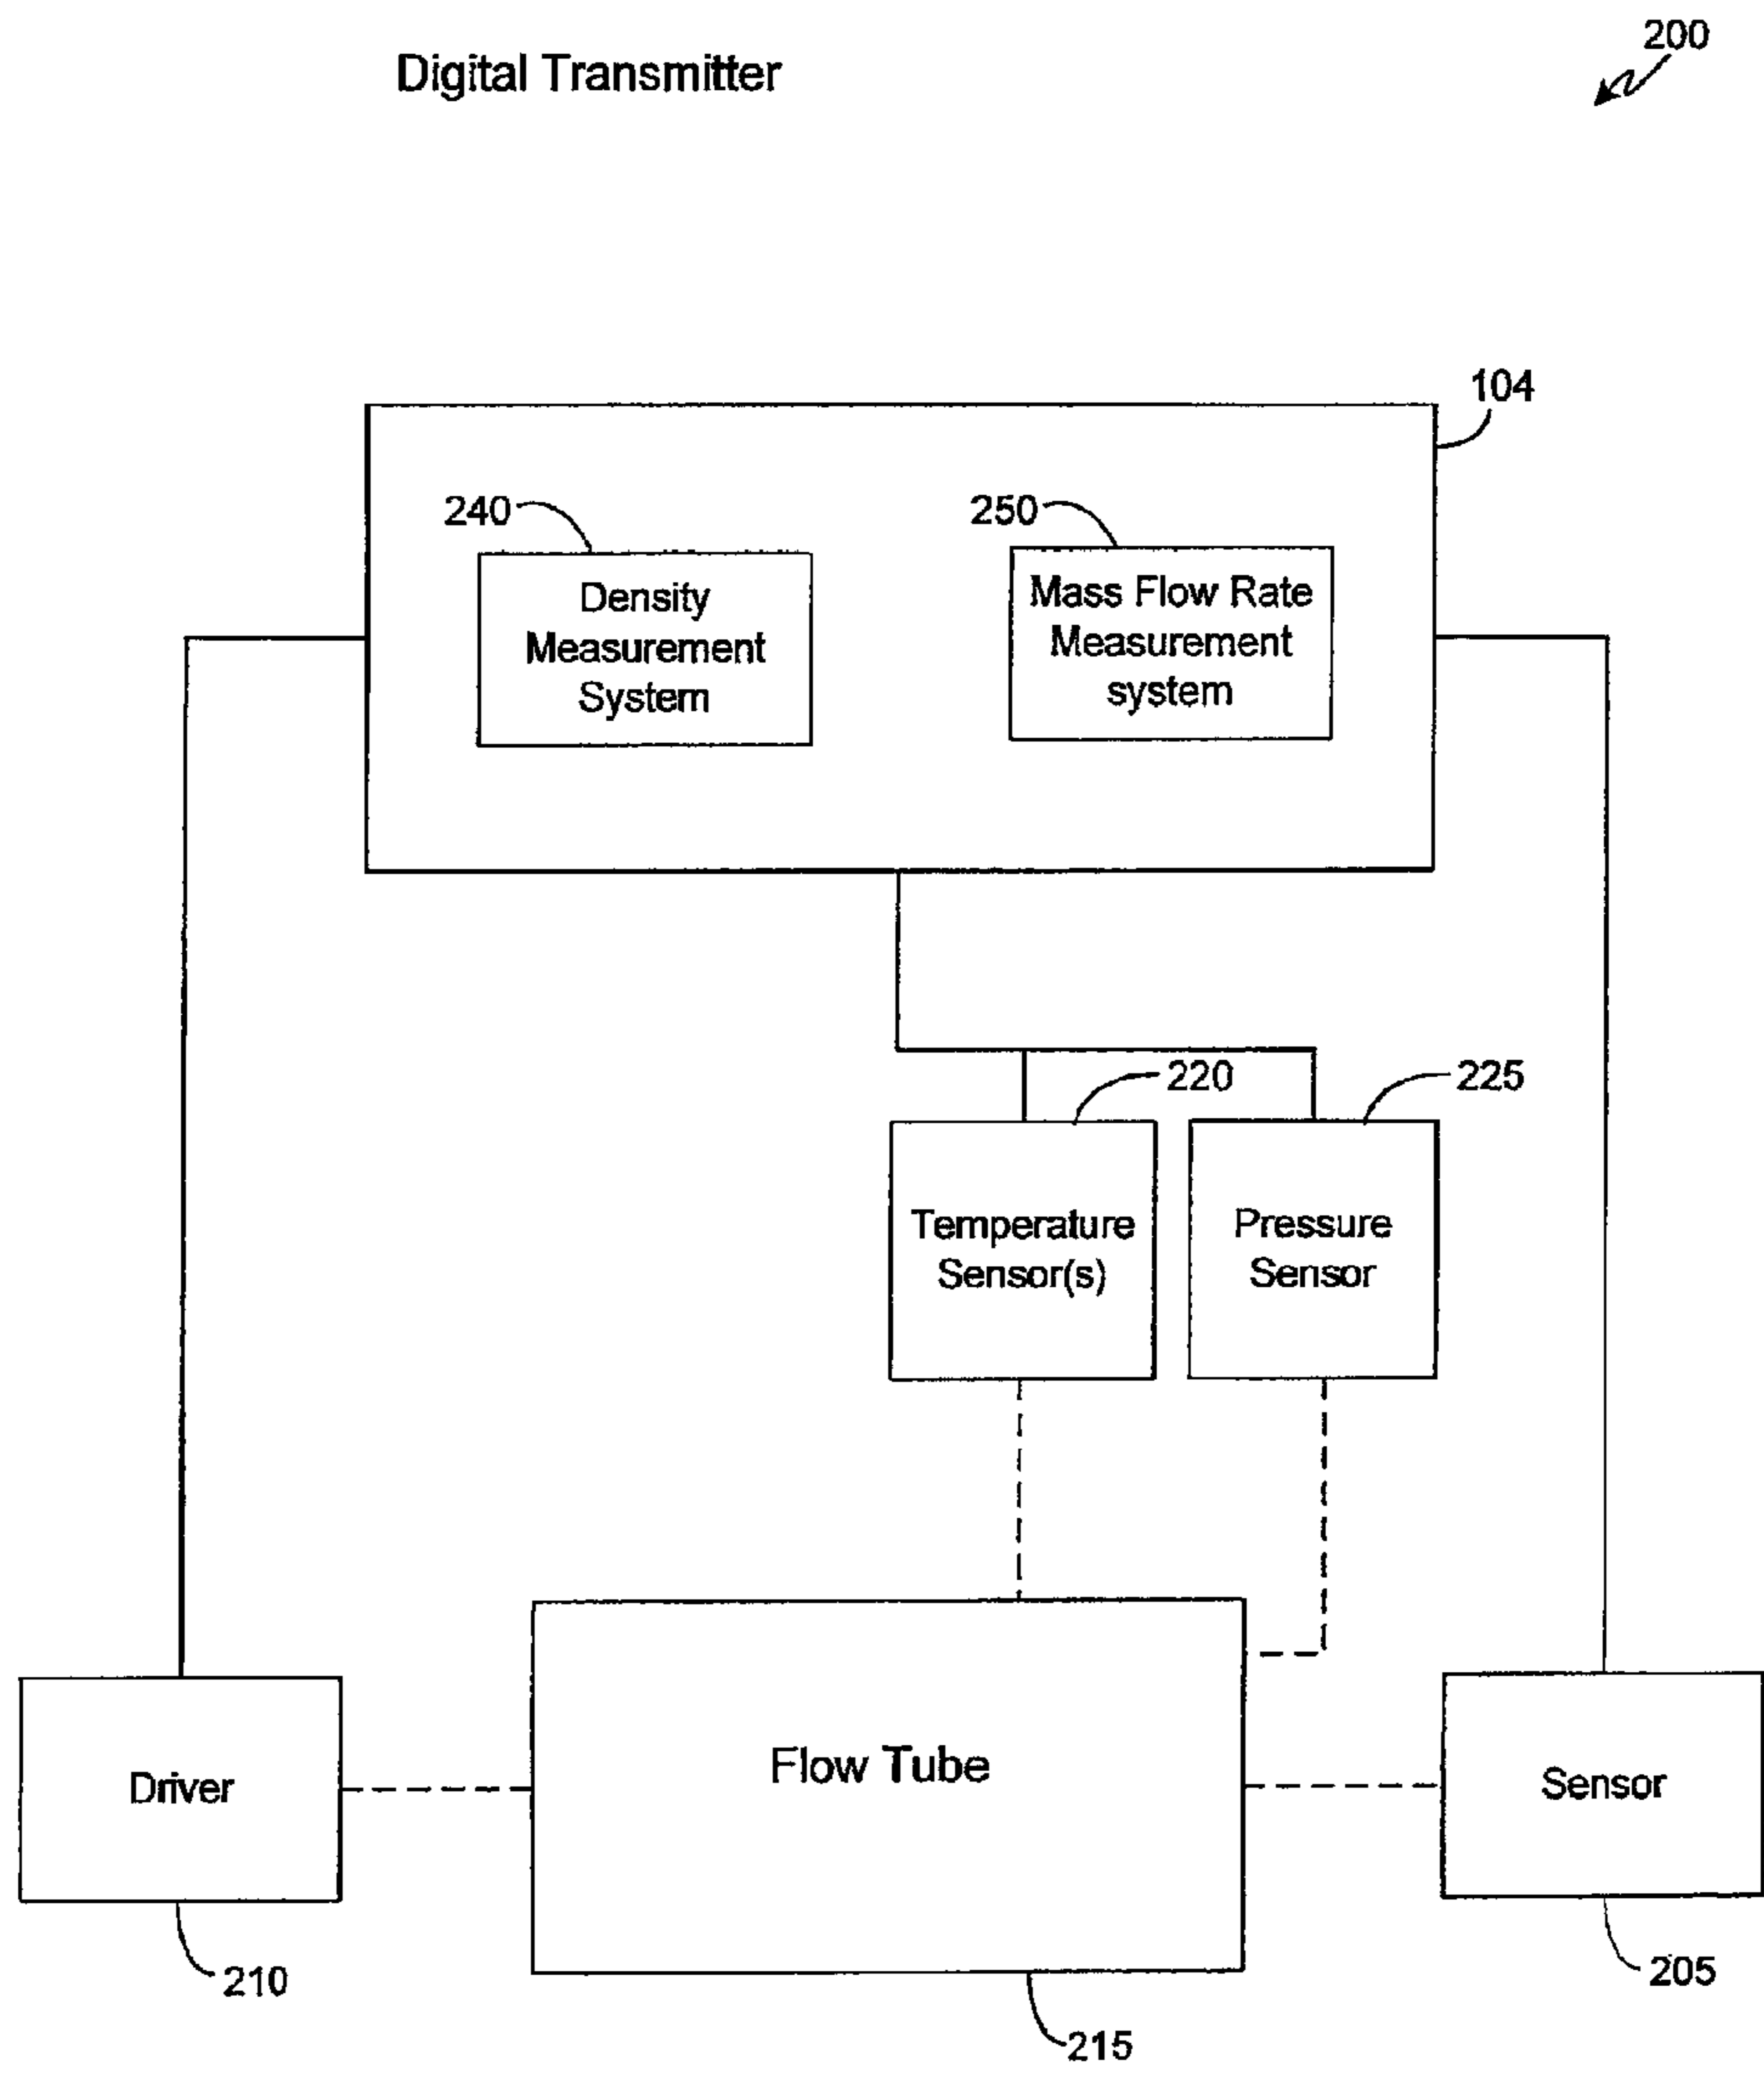 200
Digital Transmitter
104
240
250
Density
Measurement
System
Mass Flow Rate
Measurement
system
220
225
Temperature
Sensor(s)
Pressure
Sensor
Driver
Flow Tube
Sensor
210
215
205